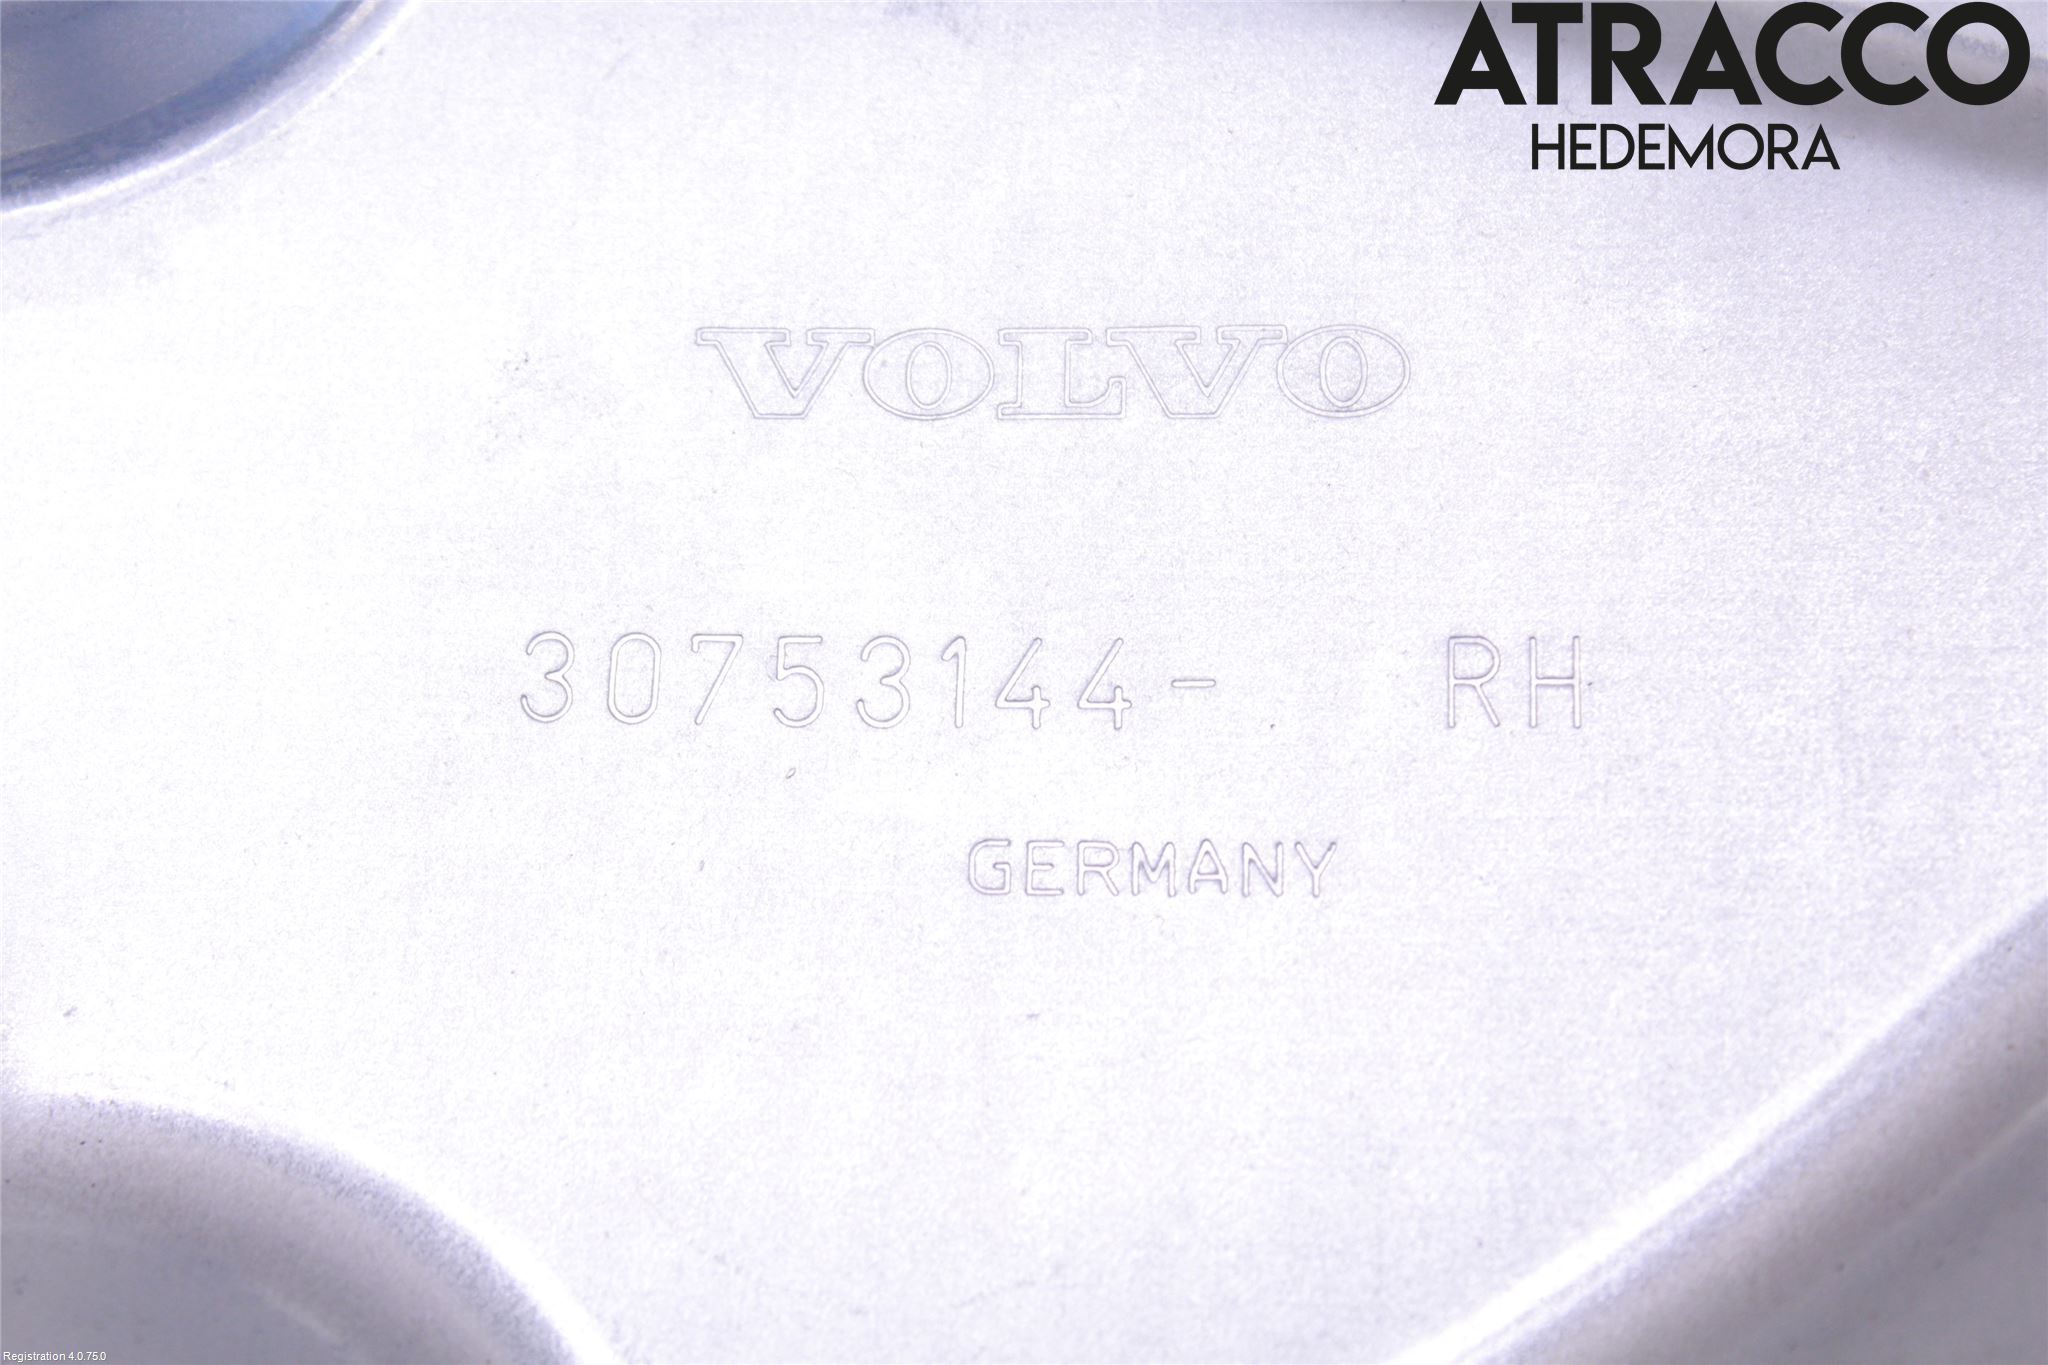 ATRACCO
HEDEMORA
VOLVO
30753144- RH
GERMANY
Registration 4.0.75.0